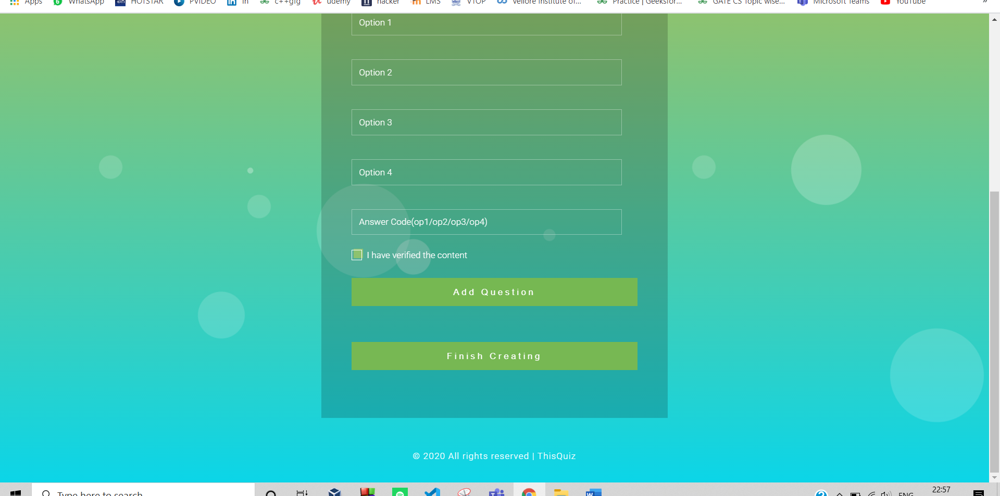 Apps WhatsApp HOTSTAR PVIDEO in c++gfg udemy hacker LMS VTOP Vellore Institute of... Practice | Geeksfor... GATE CS Topic wise... Microsoft Teams YouTube »
Option 1
Option 2
Option 3
Option 4
Answer Code(op1/op2/op3/op4)
I have verified the content
Add Question
Finish Creating
© 2020 All rights reserved | ThisQuiz
Type here to search
ENG
22:57